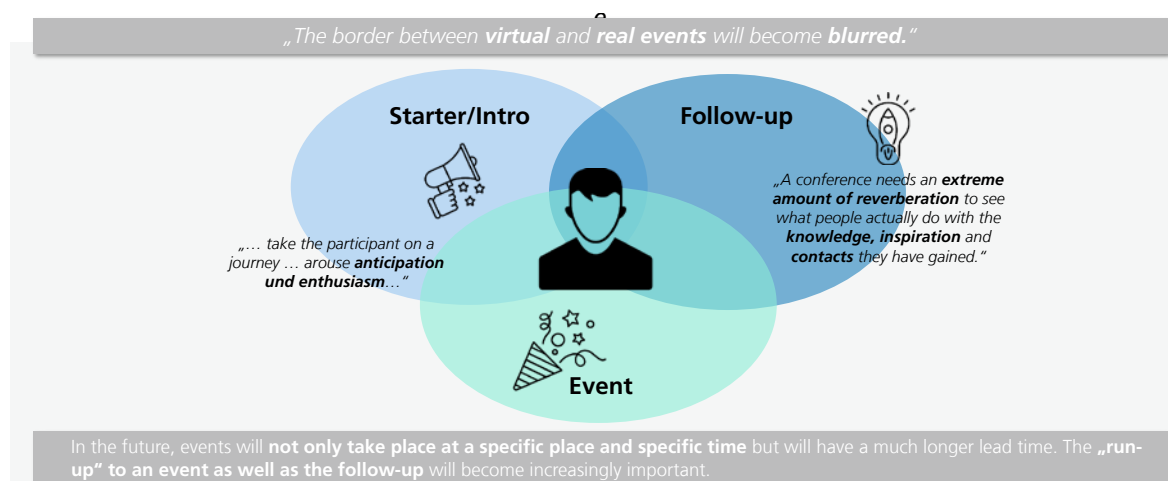 „The border between virtual and real events will become blurred.“
Starter/Intro
Follow-up
„A conference needs an extreme
amount of reverberation to see
what people actually do with the
knowledge, inspiration and
contacts they have gained.“
„… take the participant on a
journey … arouse anticipation
und enthusiasm…“
Event
In the future, events will not only take place at a specific place and specific time but will have a much longer lead time. The „run-
up“ to an event as well as the follow-up will become increasingly important.